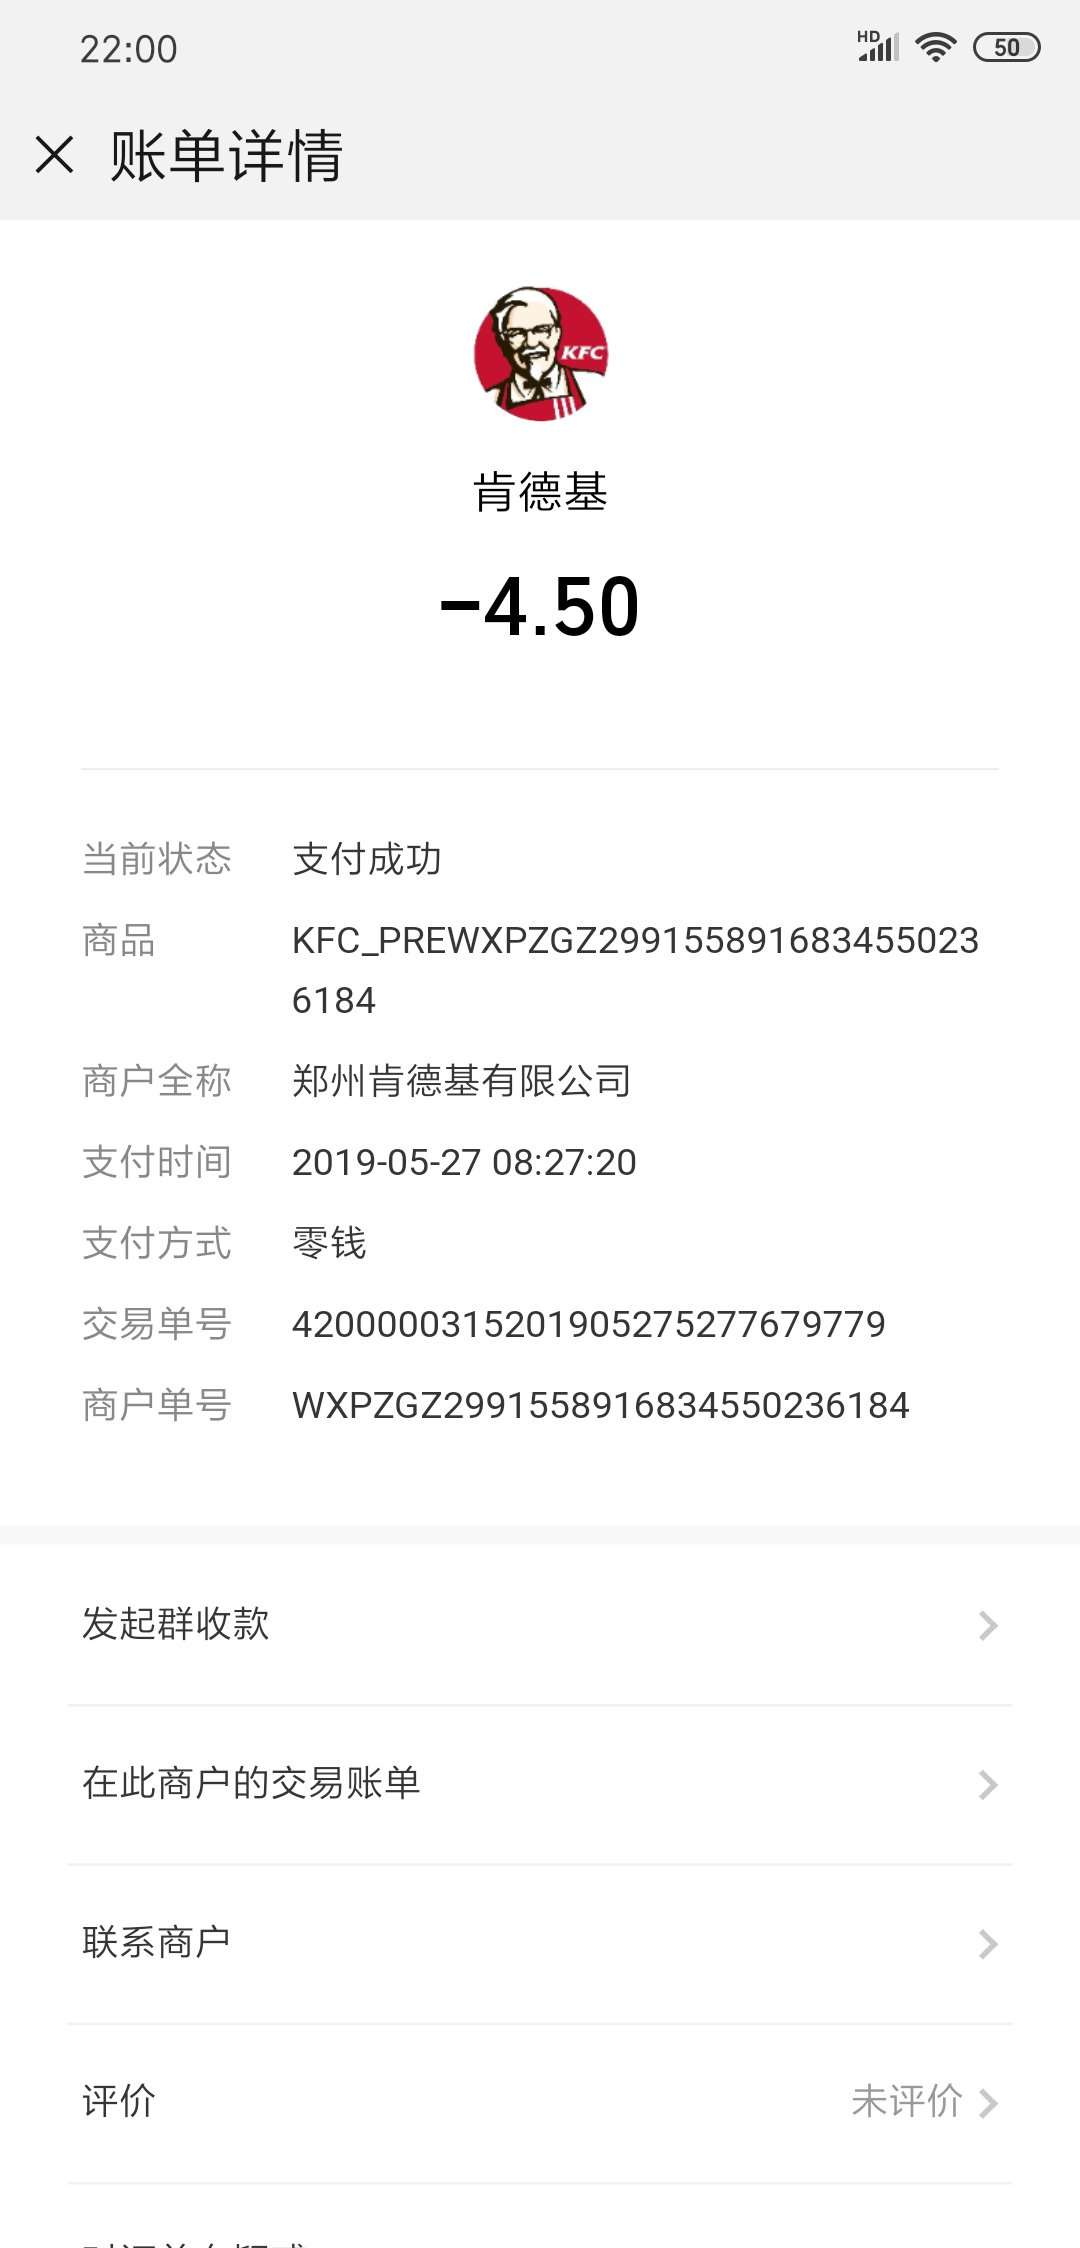 22:00
HD
50
账单详情
KFC
肯德基
-4.50
当前状态 支付成功
商品 KFC_PREWXPZGZ299155891683455023
6184
商户全称 郑州肯德基有限公司
支付时间 2019-05-27 08:27:20
支付方式 零钱
交易单号 4200000315201905275277679779
商户单号 WXPZGZ2991558916834550236184
发起群收款
在此商户的交易账单
联系商户
评价 未评价